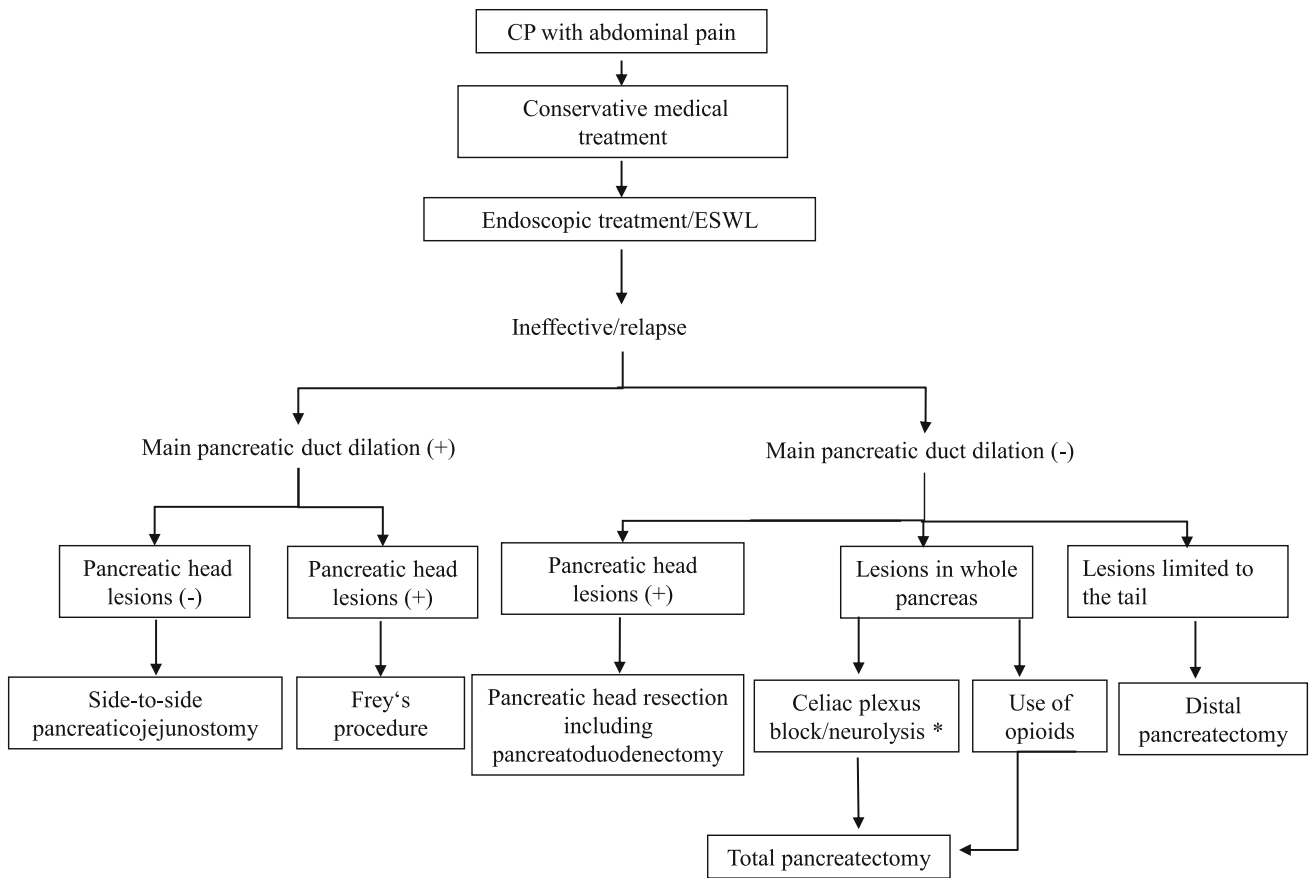 CP with abdominal pain
Conservative medical
treatment
Endoscopic treatment/ESWL
Ineffective/relapse
Main pancreatic duct dilation (+)
Main pancreatic duct dilation (-)
Pancreatic head
lesions (-)
Pancreatic head
lesions (+)
Pancreatic head
lesions (+)
Lesions in whole
pancreas
Lesions limited to
the tail
Side-to-side
pancreaticojejunostomy
Frey‘s
procedure
Pancreatic head resection
including
pancreatoduodenectomy
Celiac plexus
block/neurolysis *
Use of
opioids
Distal
pancreatectomy
Total pancreatectomy